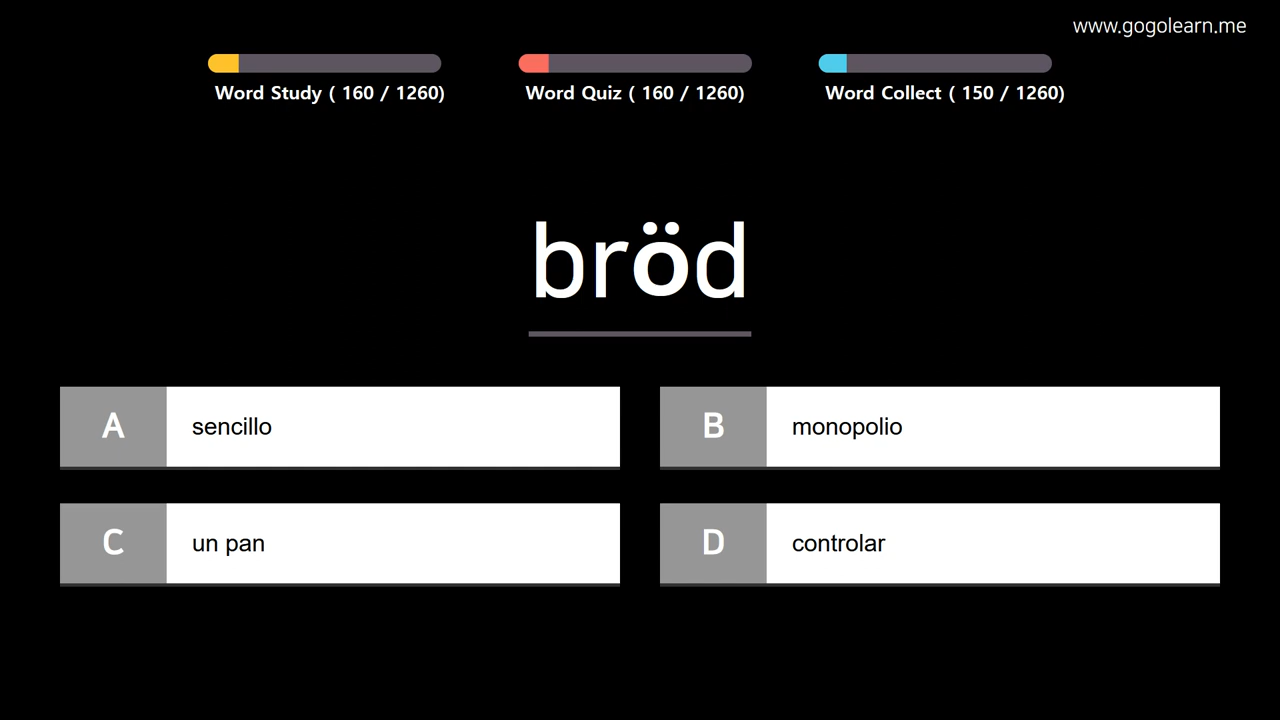 www.gogolearn.me
Word Study ( 160 / 1260)
Word Quiz ( 160 / 1260)
Word Collect ( 150 / 1260)
bröd
A sencillo
B monopolio
C un pan
D controlar